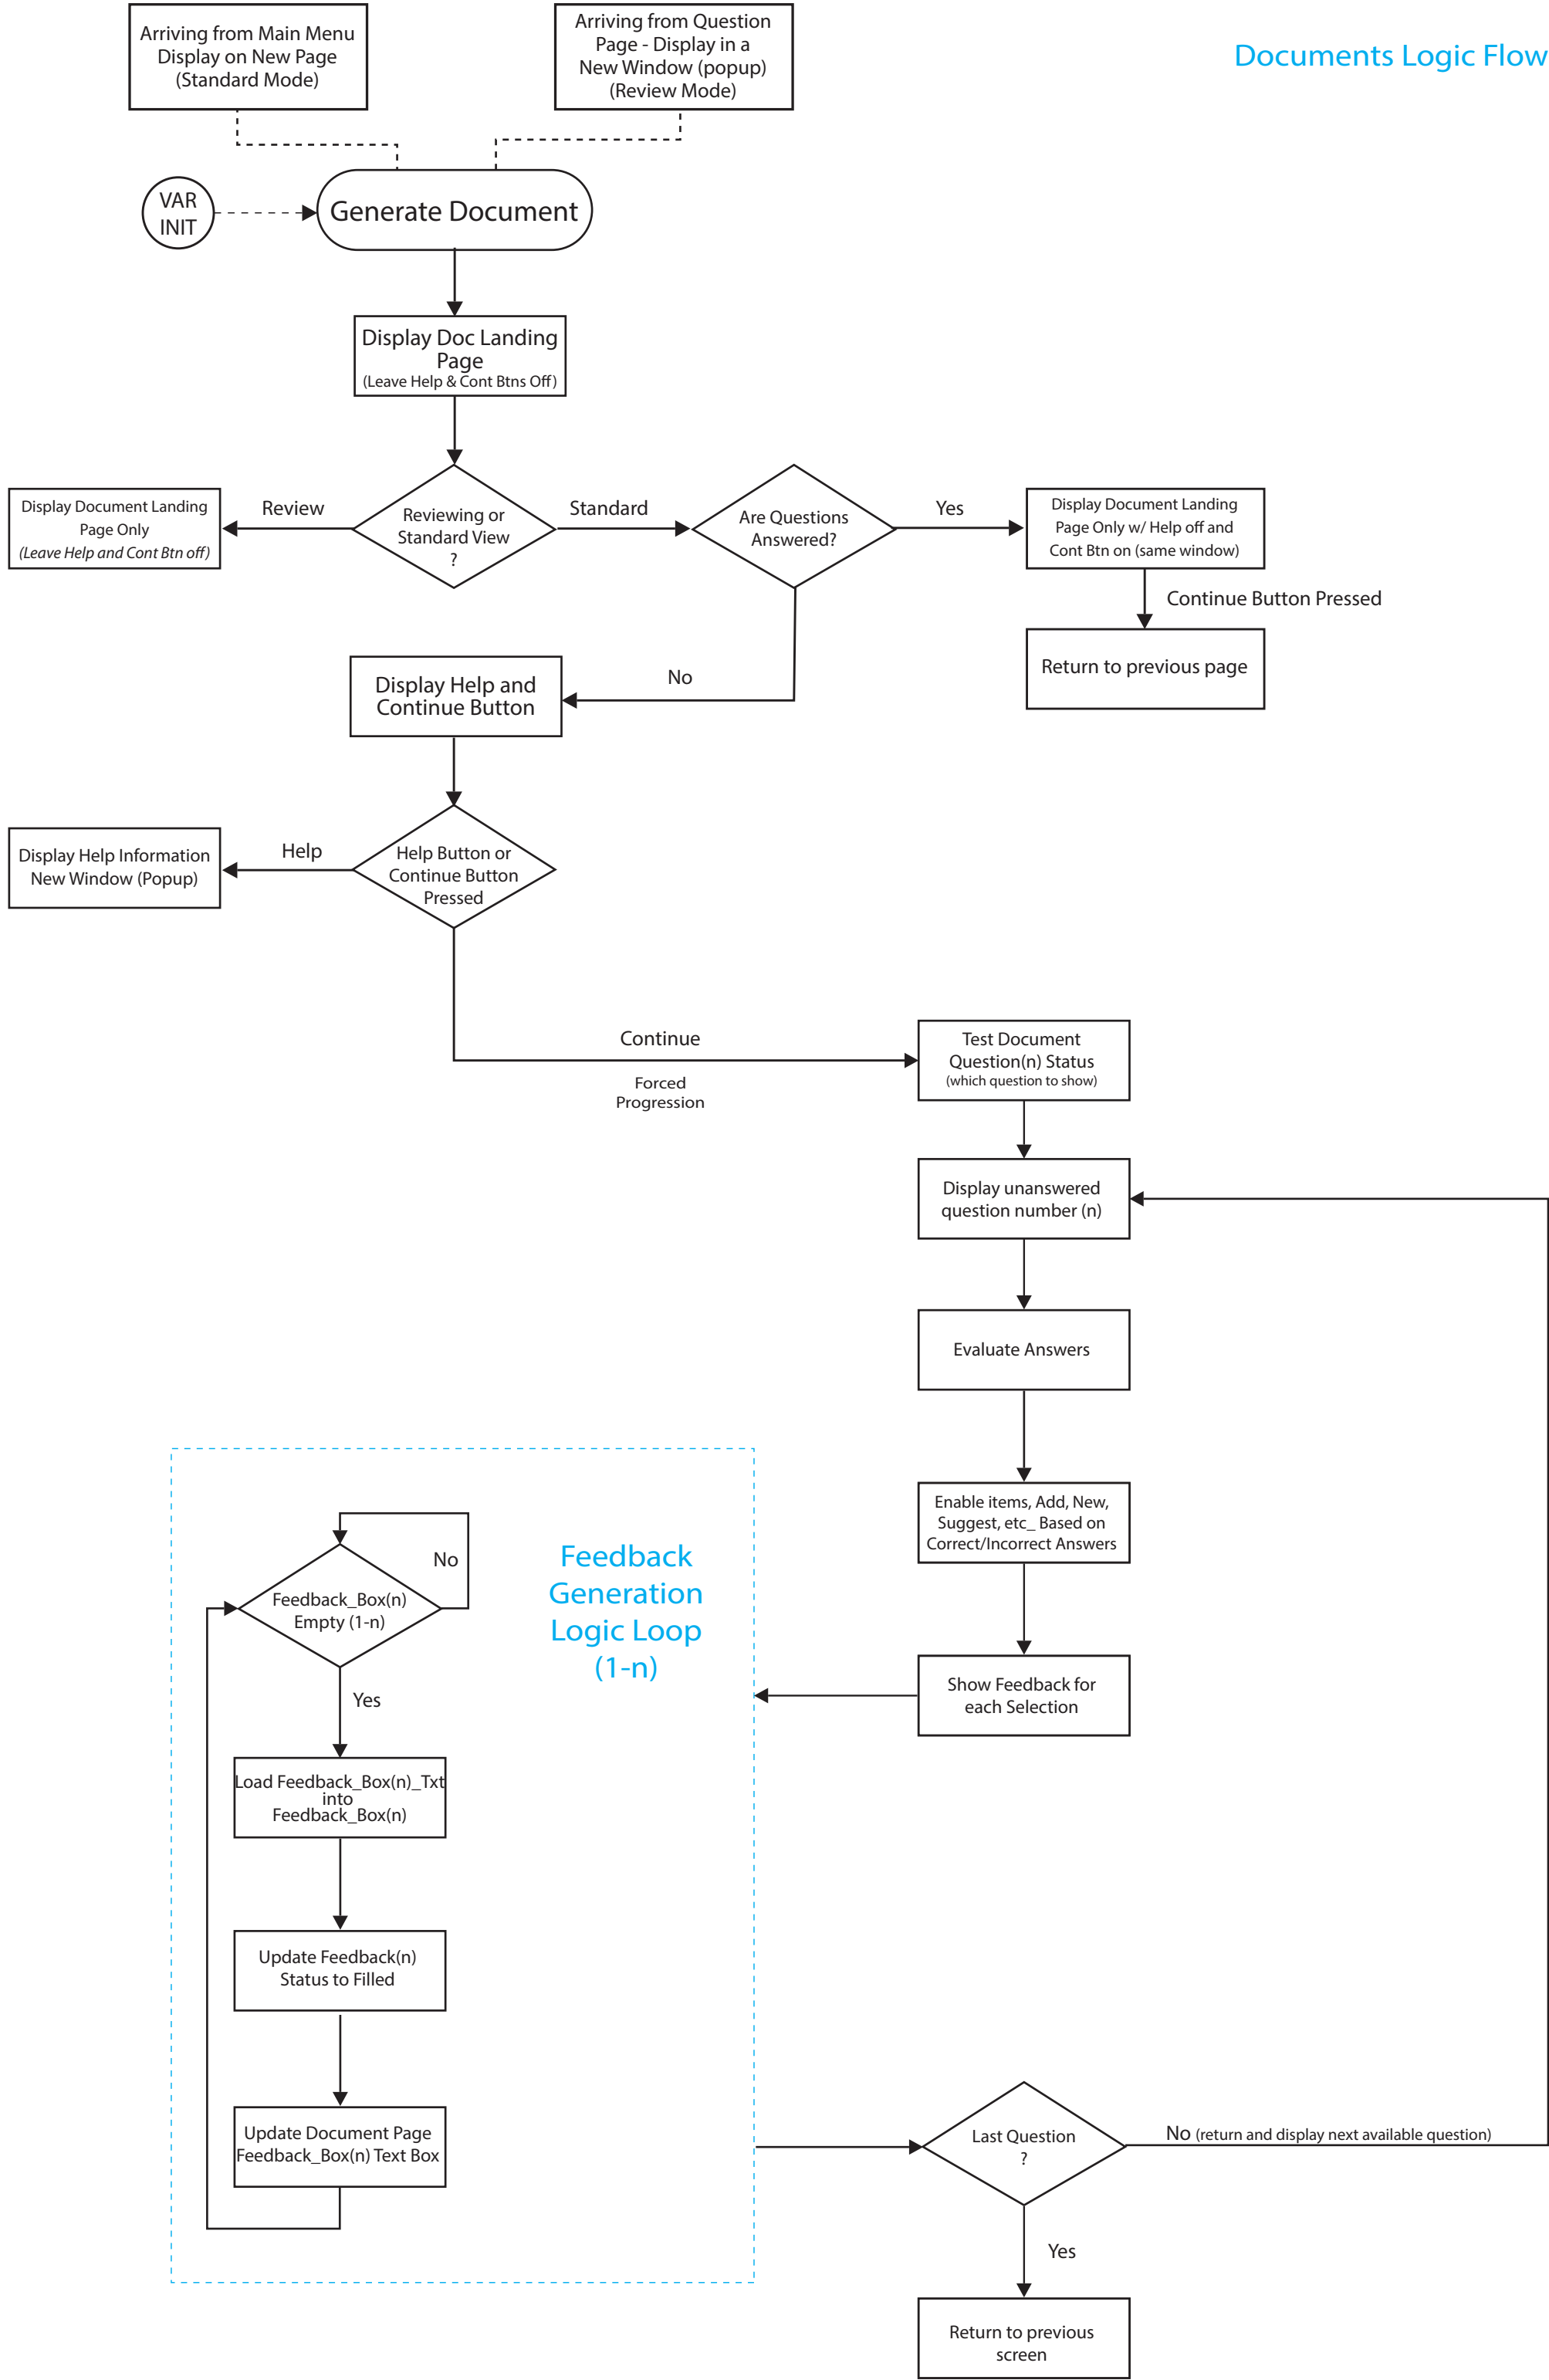 Arriving from Main Menu
Display on New Page
(Standard Mode)
Arriving from Question
Page - Display in a
New Window (popup)
(Review Mode)
Documents Logic Flow
VAR
INIT
Generate Document
Display Doc Landing
Page
(Leave Help & Cont Btns Off)
Display Document Landing
Page Only
(Leave Help and Cont Btn off)
Review
Reviewing or
Standard View
?
Standard
Are Questions
Answered?
Yes
Display Document Landing
Page Only w/ Help off and
Cont Btn on (same window)
Continue Button Pressed
Return to previous page
No
Display Help and
Continue Button
Display Help Information
New Window (Popup)
Help
Help Button or
Continue Button
Pressed
Continue
Forced
Progression
Test Document
Question(n) Status
(which question to show)
Display unanswered
question number (n)
Evaluate Answers
Enable items, Add, New,
Suggest, etc_ Based on
Correct/Incorrect Answers
Show Feedback for
each Selection
Feedback
Generation
Logic Loop
(1-n)
No
Feedback_Box(n)
Empty (1-n)
Yes
Load Feedback_Box(n)_Txt
into
Feedback_Box(n)
Update Feedback(n)
Status to Filled
Update Document Page
Feedback_Box(n) Text Box
Last Question
?
No (return and display next available question)
Yes
Return to previous
screen